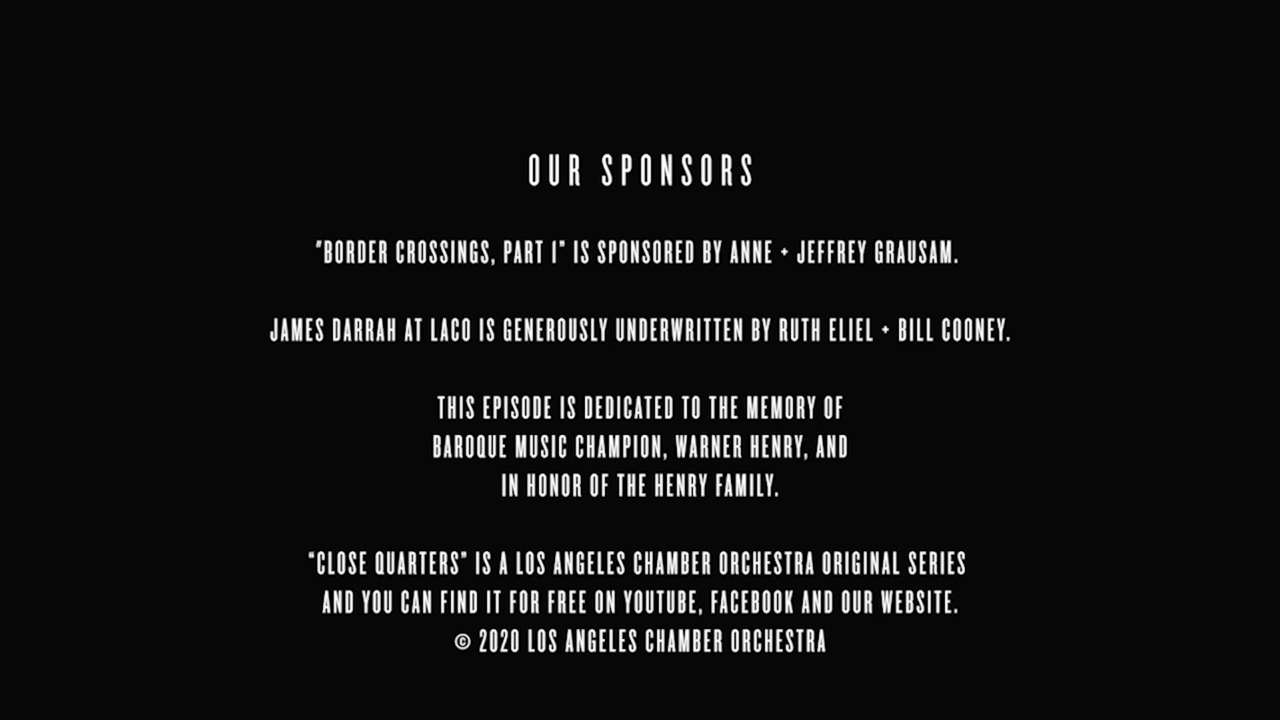 OUR SPONSORS
"BORDER CROSSINGS, PART 1" IS SPONSORED BY ANNE + JEFFREY GRAUSAM.
JAMES DARRAH AT LACO IS GENEROUSLY UNDERWRITTEN BY RUTH ELIEL + BILL COONEY.
THIS EPISODE IS DEDICATED TO THE MEMORY OF
BAROQUE MUSIC CHAMPION, WARNER HENRY, AND
IN HONOR OF THE HENRY FAMILY.
“CLOSE QUARTERS” IS A LOS ANGELES CHAMBER ORCHESTRA ORIGINAL SERIES
AND YOU CAN FIND IT FOR FREE ON YOUTUBE, FACEBOOK AND OUR WEBSITE.
© 2020 LOS ANGELES CHAMBER ORCHESTRA